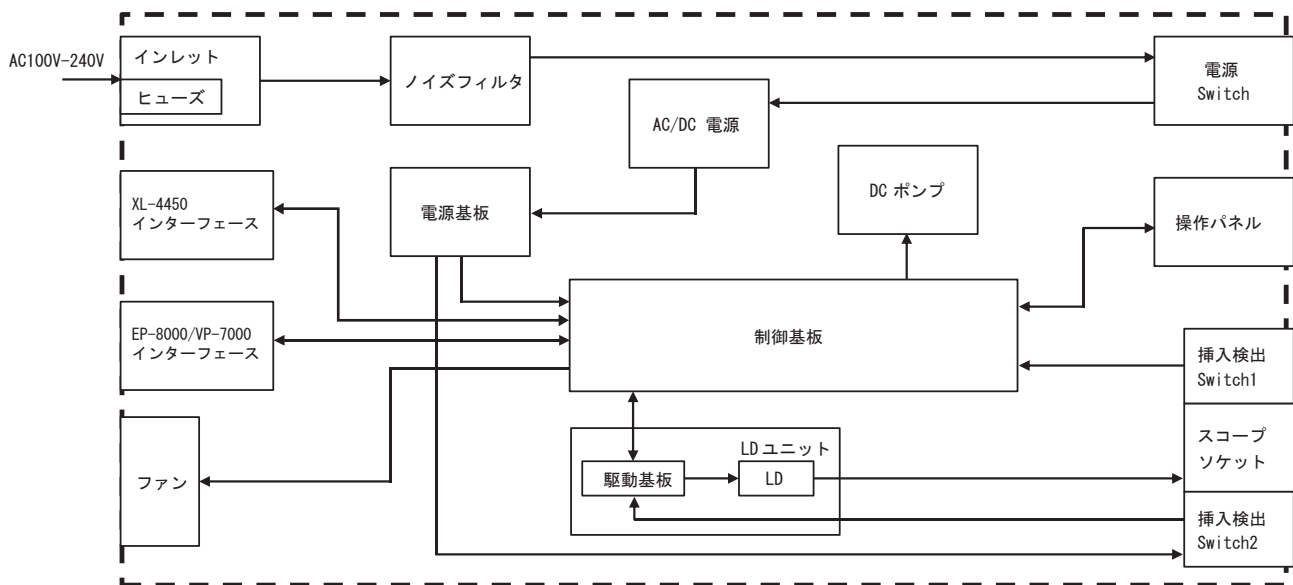 AC100V-240V
インレット
ヒューズ
ノイズフィルタ
電源
Switch
AC/DC 電源
DC ポンプ
XL-4450
インターフェース
電源基板
操作パネル
EP-8000/VP-7000
インターフェース
制御基板
挿入検出
Switch1
スコープ
ソケット
LDユニット
駆動基板
LD
ファン
挿入検出
Switch2